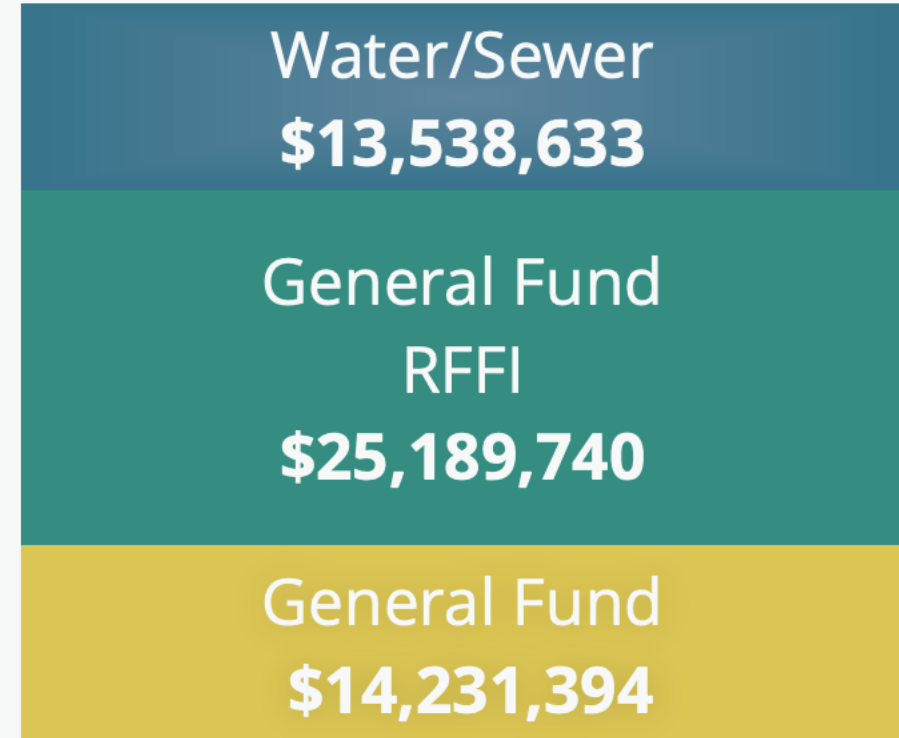 Water/Sewer
$13,538,633
General Fund
RFFI
$25,189,740
General Fund
$14,231,394